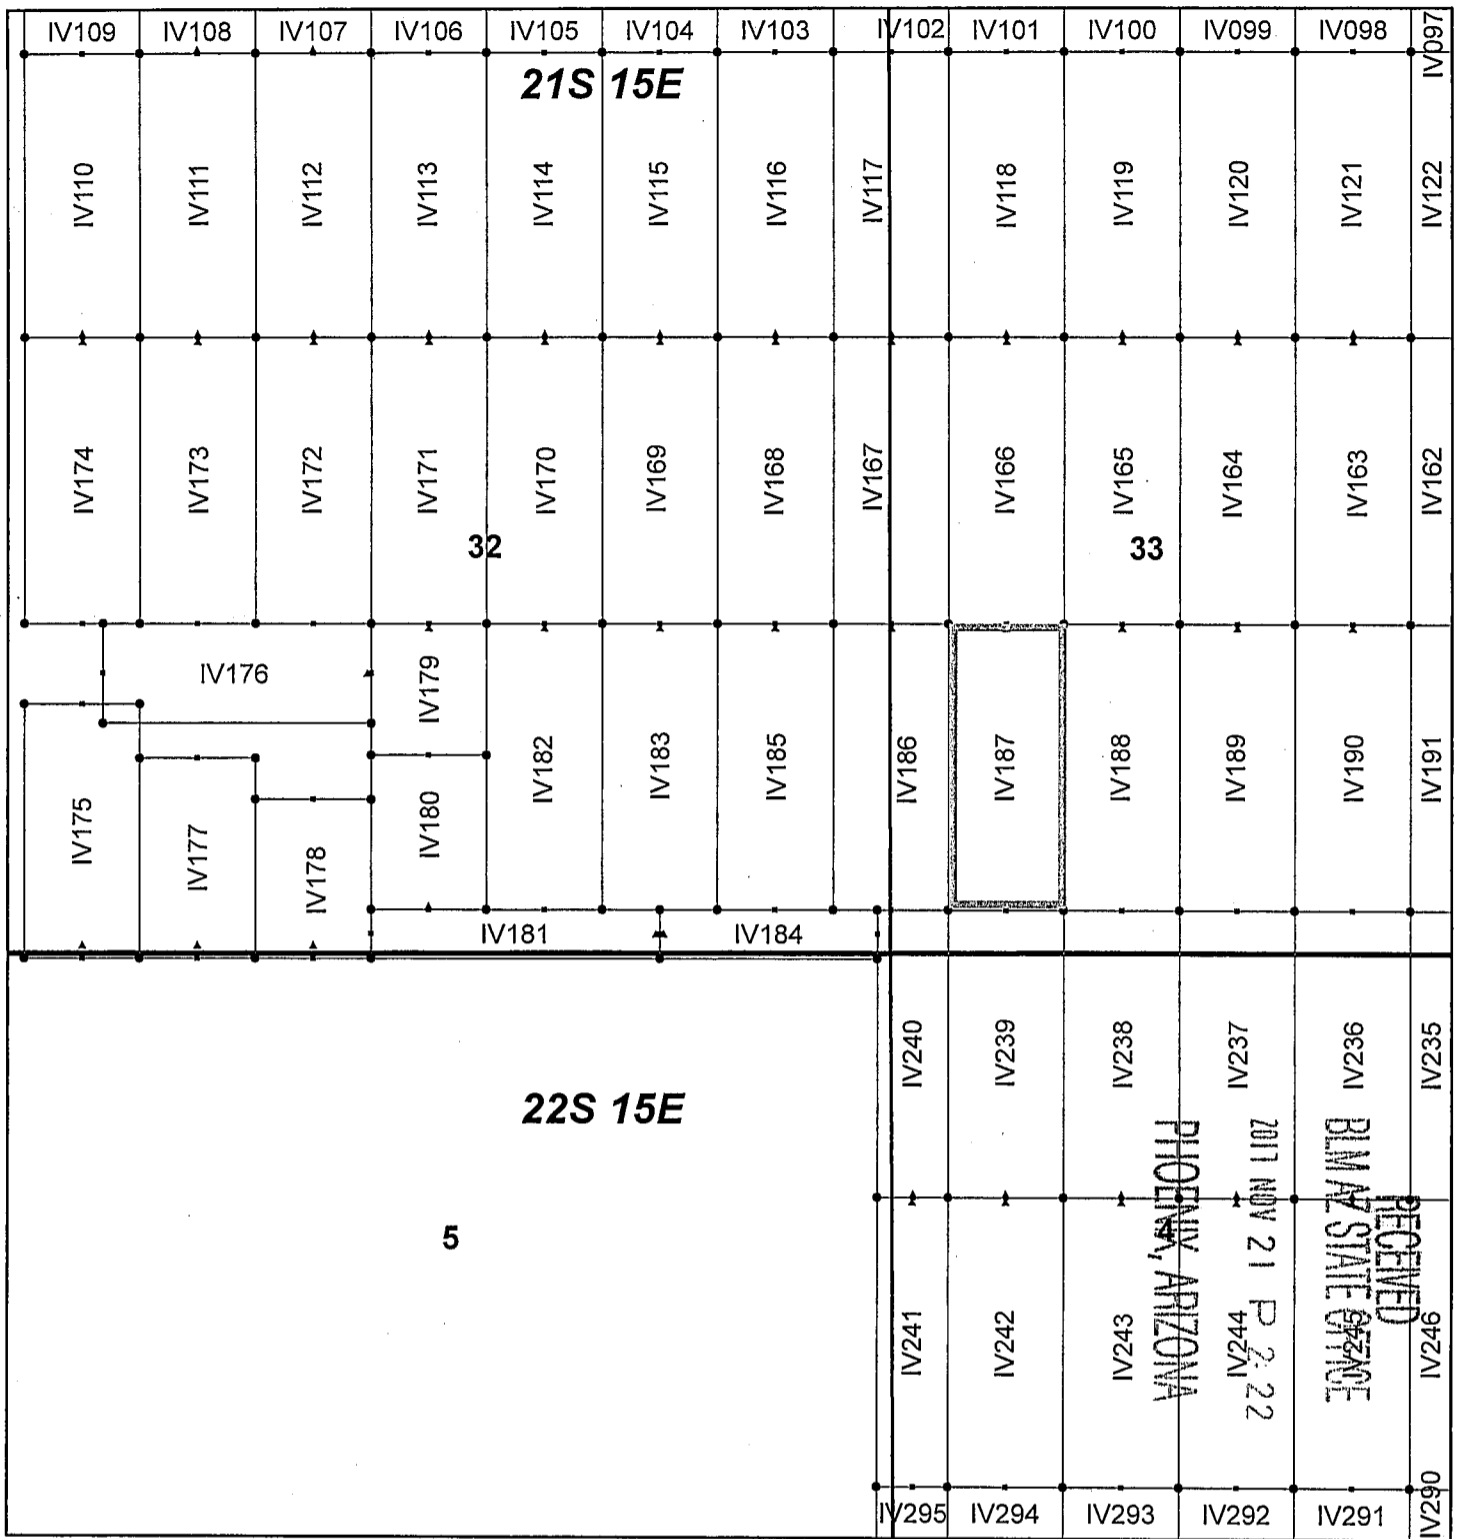 IV109 IV108 IV107 IV106 IV105 IV104 IV103 IV102 IV101 IV100 IV099 IV098 IV097
21S 15E
IV110 IV111 IV112 IV113 IV114 IV115 IV116 IV117 IV118 IV119 IV120 IV121 IV122
IV174 IV173 IV172 IV171 IV170 IV169 IV168 IV167 IV166 IV165 IV164 IV163 IV162
32 33
IV176 IV179
IV175 IV177 IV178 IV180 IV182 IV183 IV185 IV186 IV187 IV188 IV189 IV190 IV191
IV181 IV184
IV240 IV239 IV238 IV237 IV236 IV235
22S 15E
5 4
IV241 IV242 IV243 IV244 IV245 IV246
IV295 IV294 IV293 IV292 IV291 IV290
RECEIVED
BLM AZ STATE OFFICE
2011 NOV 21 P 2:22
PHOENIX, ARIZONA